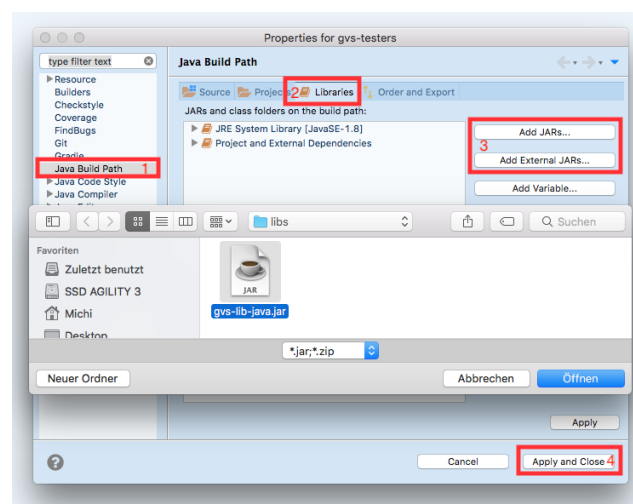 Properties for gvs-testers
type filter text
Java Build Path
Resource
Builders
Checkstyle
Coverage
FindBugs
Git
Gradle
Java Build Path 1
Java Code Style
Java Compiler
Source Projects 2 Libraries Order and Export
JARs and class folders on the build path:
JRE System Library [JavaSE-1.8]
Project and External Dependencies
Add JARs...
3
Add External JARs...
Add Variable...
libs
Suchen
Favoriten
Zuletzt benutzt
SSD AGILITY 3
Michi
Desktop
JAR
gvs-lib-java.jar
*.jar;*.zip
Neuer Ordner
Abbrechen
Öffnen
Apply
?
Cancel
Apply and Close 4